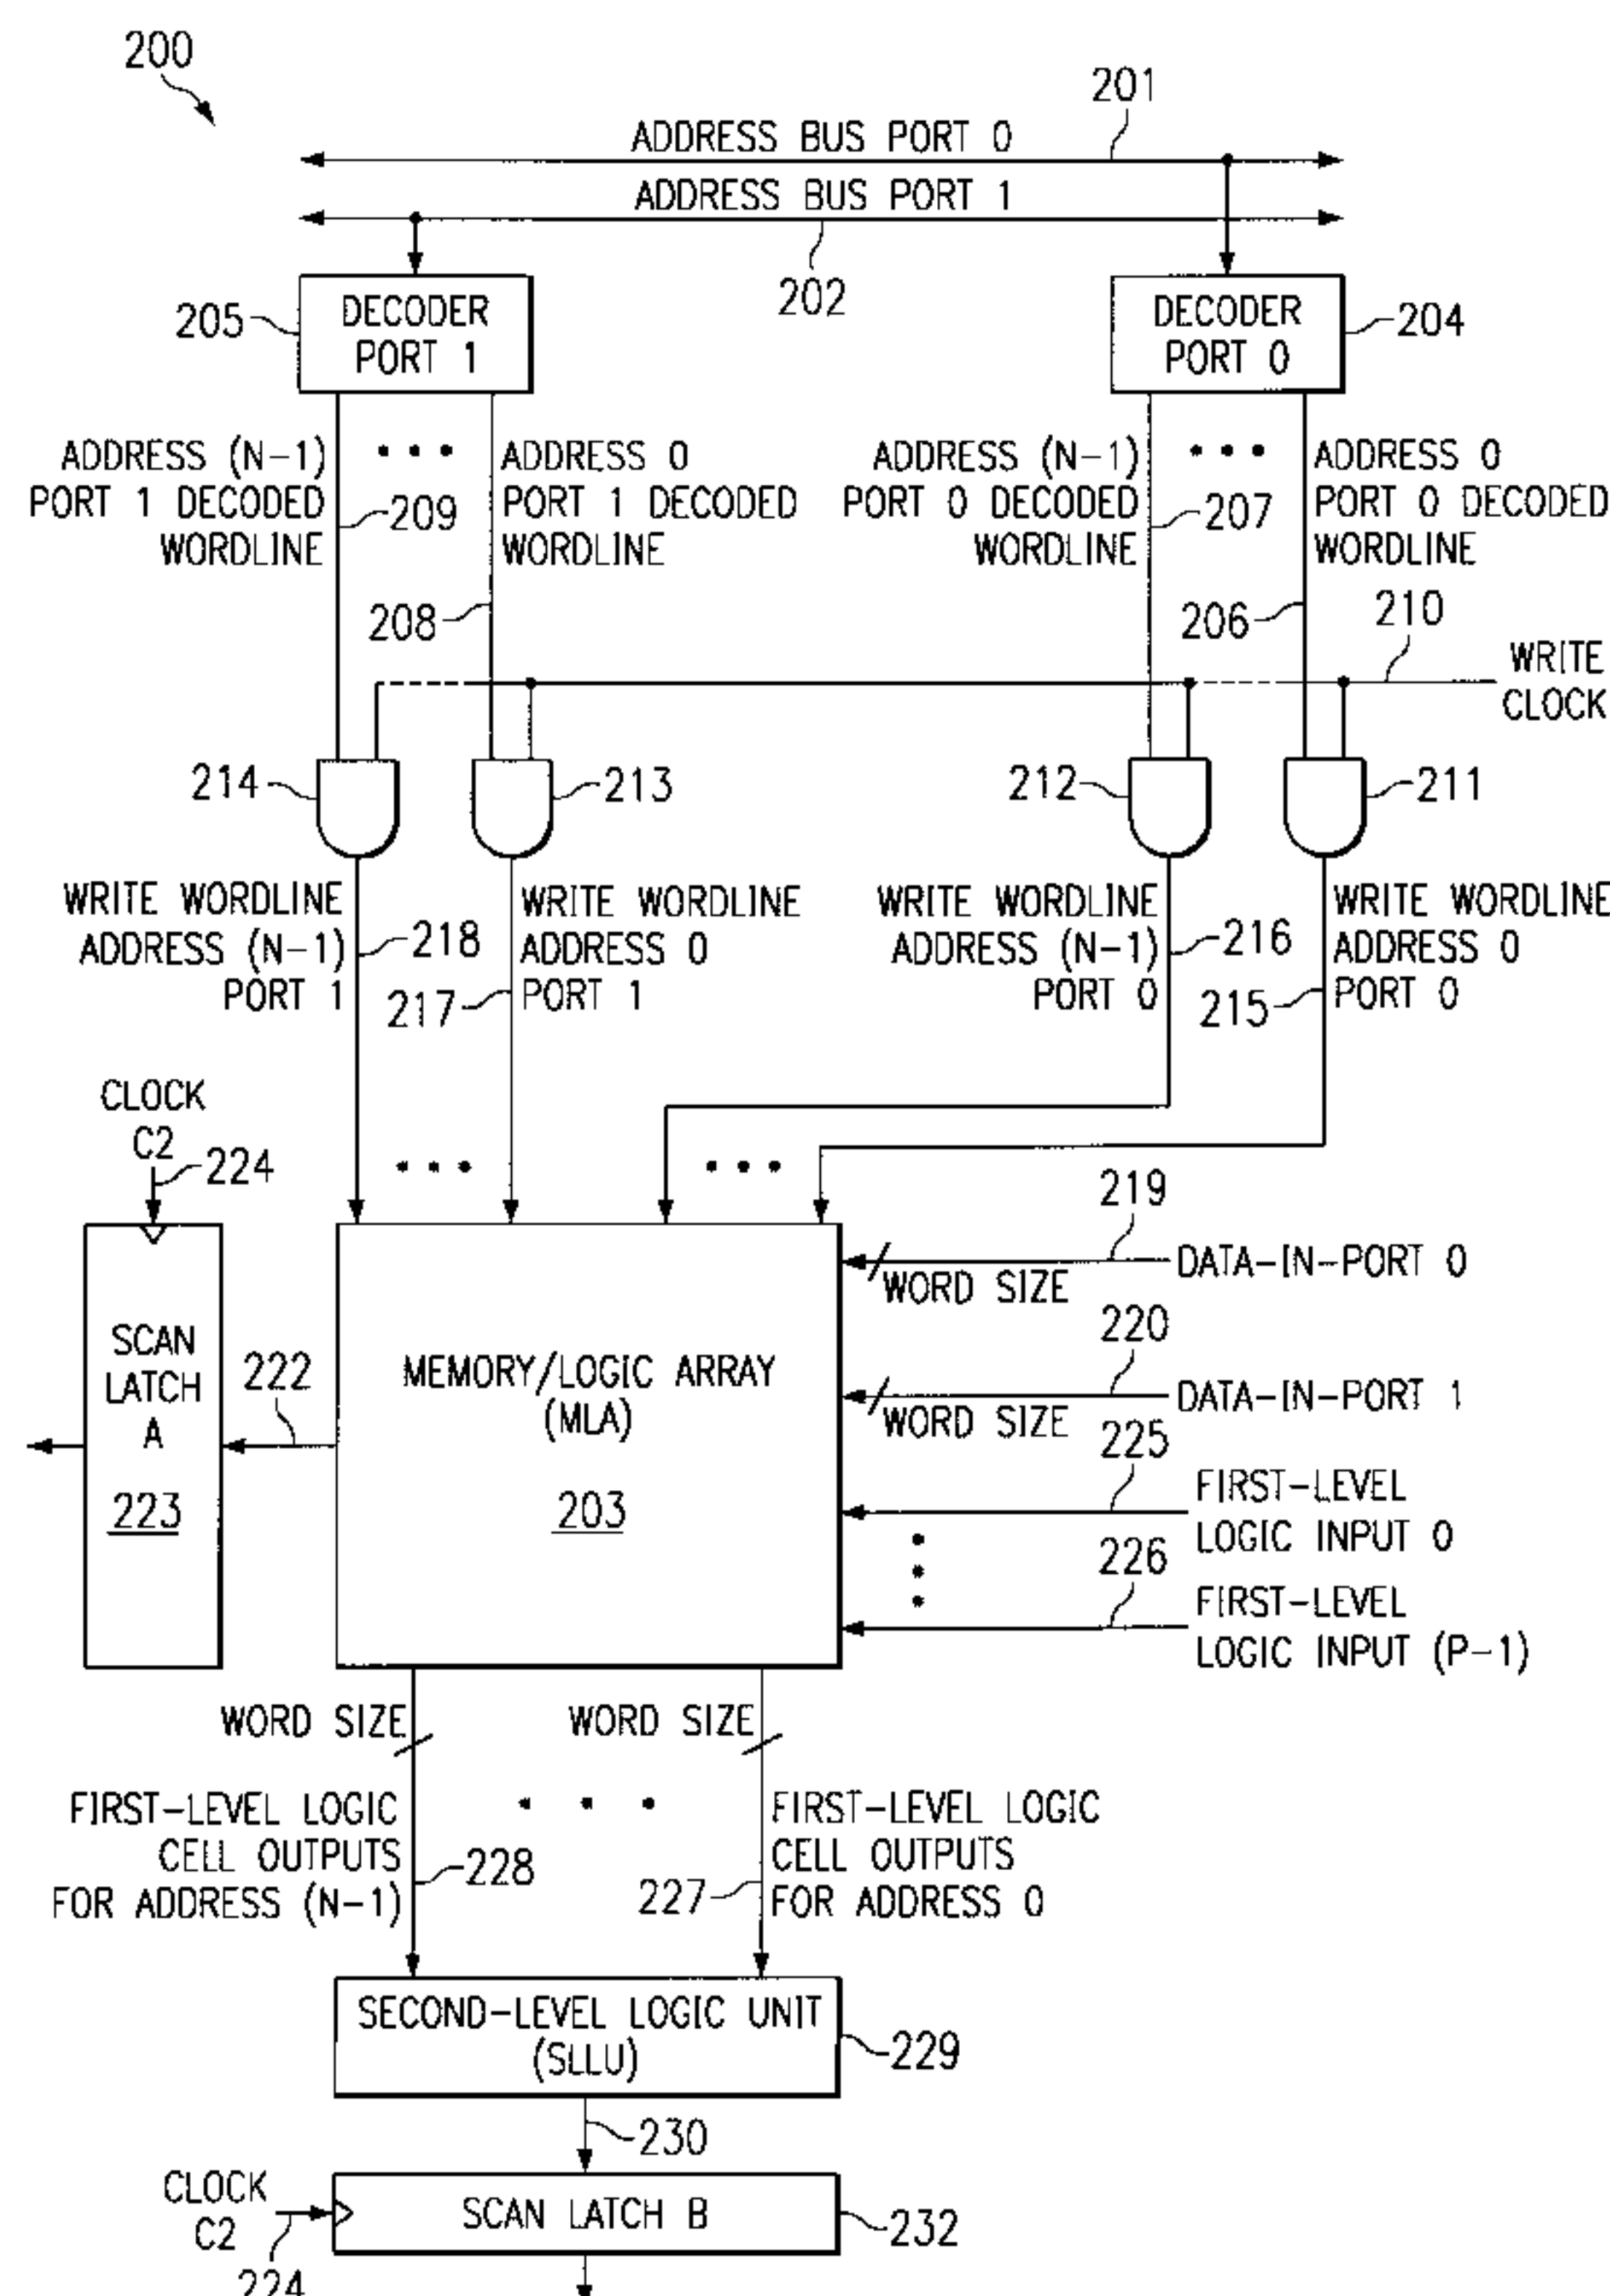 200
201
ADDRESS BUS PORT 0
ADDRESS BUS PORT 1
202
205
DECODER
PORT 1
DECODER
PORT 0
204
ADDRESS (N-1)
PORT 1 DECODED
WORDLINE
209
ADDRESS 0
PORT 1 DECODED
WORDLINE
208
ADDRESS (N-1)
PORT 0 DECODED
WORDLINE
207
ADDRESS 0
PORT 0 DECODED
WORDLINE
206
210
WRITE
CLOCK
214
213
212
211
WRITE WORDLINE
ADDRESS (N-1)
PORT 1
218
WRITE WORDLINE
ADDRESS 0
PORT 1
217
WRITE WORDLINE
ADDRESS (N-1)
PORT 0
216
WRITE WORDLINE
ADDRESS 0
PORT 0
215
CLOCK
C2
224
SCAN
LATCH
A
223
222
MEMORY/LOGIC ARRAY
(MLA)
203
219
DATA-IN-PORT 0
WORD SIZE
220
DATA-IN-PORT 1
WORD SIZE
225
FIRST-LEVEL
LOGIC INPUT 0
226
FIRST-LEVEL
LOGIC INPUT (P-1)
WORD SIZE
WORD SIZE
FIRST-LEVEL LOGIC
CELL OUTPUTS
FOR ADDRESS (N-1)
228
FIRST-LEVEL LOGIC
CELL OUTPUTS
FOR ADDRESS 0
227
SECOND-LEVEL LOGIC UNIT
(SLLU)
229
230
CLOCK
C2
224
SCAN LATCH B
232